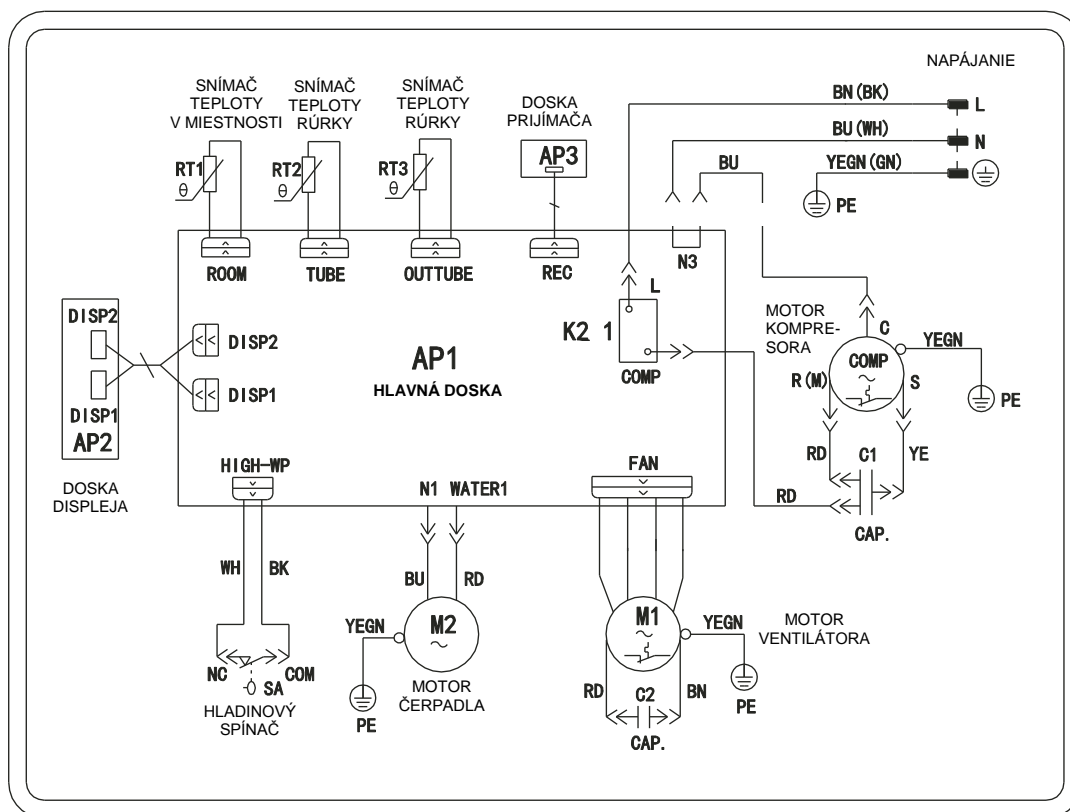 NAPÁJANIE
SNÍMAČ
TEPLOTY
V MIESTNOSTI
SNÍMAČ
TEPLOTY
RÚRKY
SNÍMAČ
TEPLOTY
RÚRKY
DOSKA
PRIJÍMAČA
BN (BK)
L
BU (WH)
N
BU
YEGN (GN)
PE
RT1
θ
RT2
θ
RT3
θ
AP3
ROOM
TUBE
OUTTUBE
REC
N3
L
K2 1
COMP
DISP2
DISP1
AP2
DOSKA
DISPLEJA
DISP2
DISP1
AP1
HLAVNÁ DOSKA
MOTOR
KOMPRE-
SORA
C
YEGN
COMP
R (M)
S
PE
RD
C1
YE
RD
CAP.
HIGH-WP
N1 WATER1
FAN
WH
BK
BU
RD
NC
COM
SA
HLADINOVÝ
SPÍNAČ
YEGN
M2
PE
MOTOR
ČERPADLA
M1
YEGN
MOTOR
VENTILÁTORA
RD
C2
BN
CAP.
PE